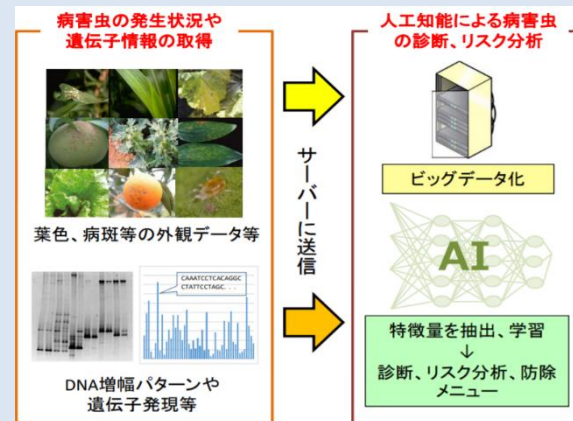 病害虫の発生状況や
遺伝子情報の取得
葉色、病斑等の外観データ等
CAAATCCTCACAGGC
CTATTCCTAGC...
DNA増幅パターンや
遺伝子発現等
サーバーに送信
人工知能による病害虫
の診断、リスク分析
ビッグデータ化
AI
特徴量を抽出、学習
↓
診断、リスク分析、防除
メニュー